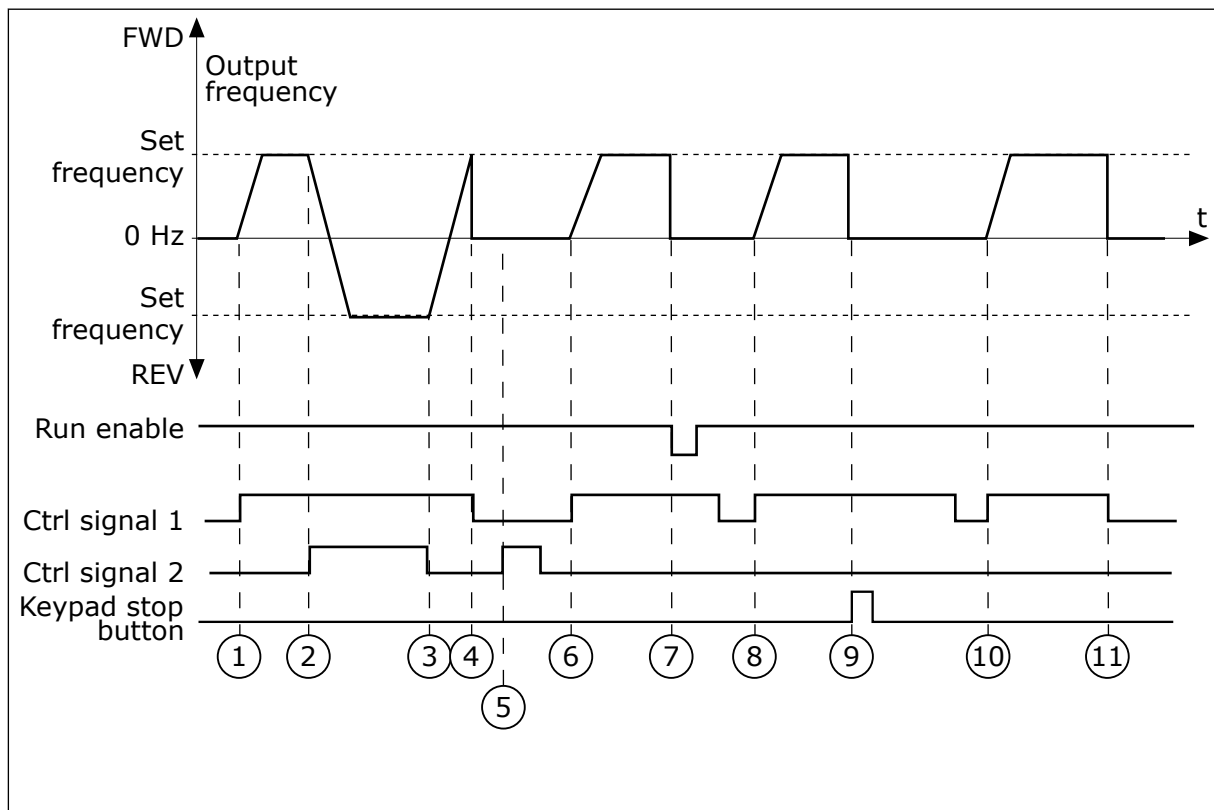 FWD
Output
frequency
Set
frequency
0 Hz
t
Set
frequency
REV
Run enable
Ctrl signal 1
Ctrl signal 2
Keypad stop
button
1 2 3 4 6 7 8 9 10 11
5